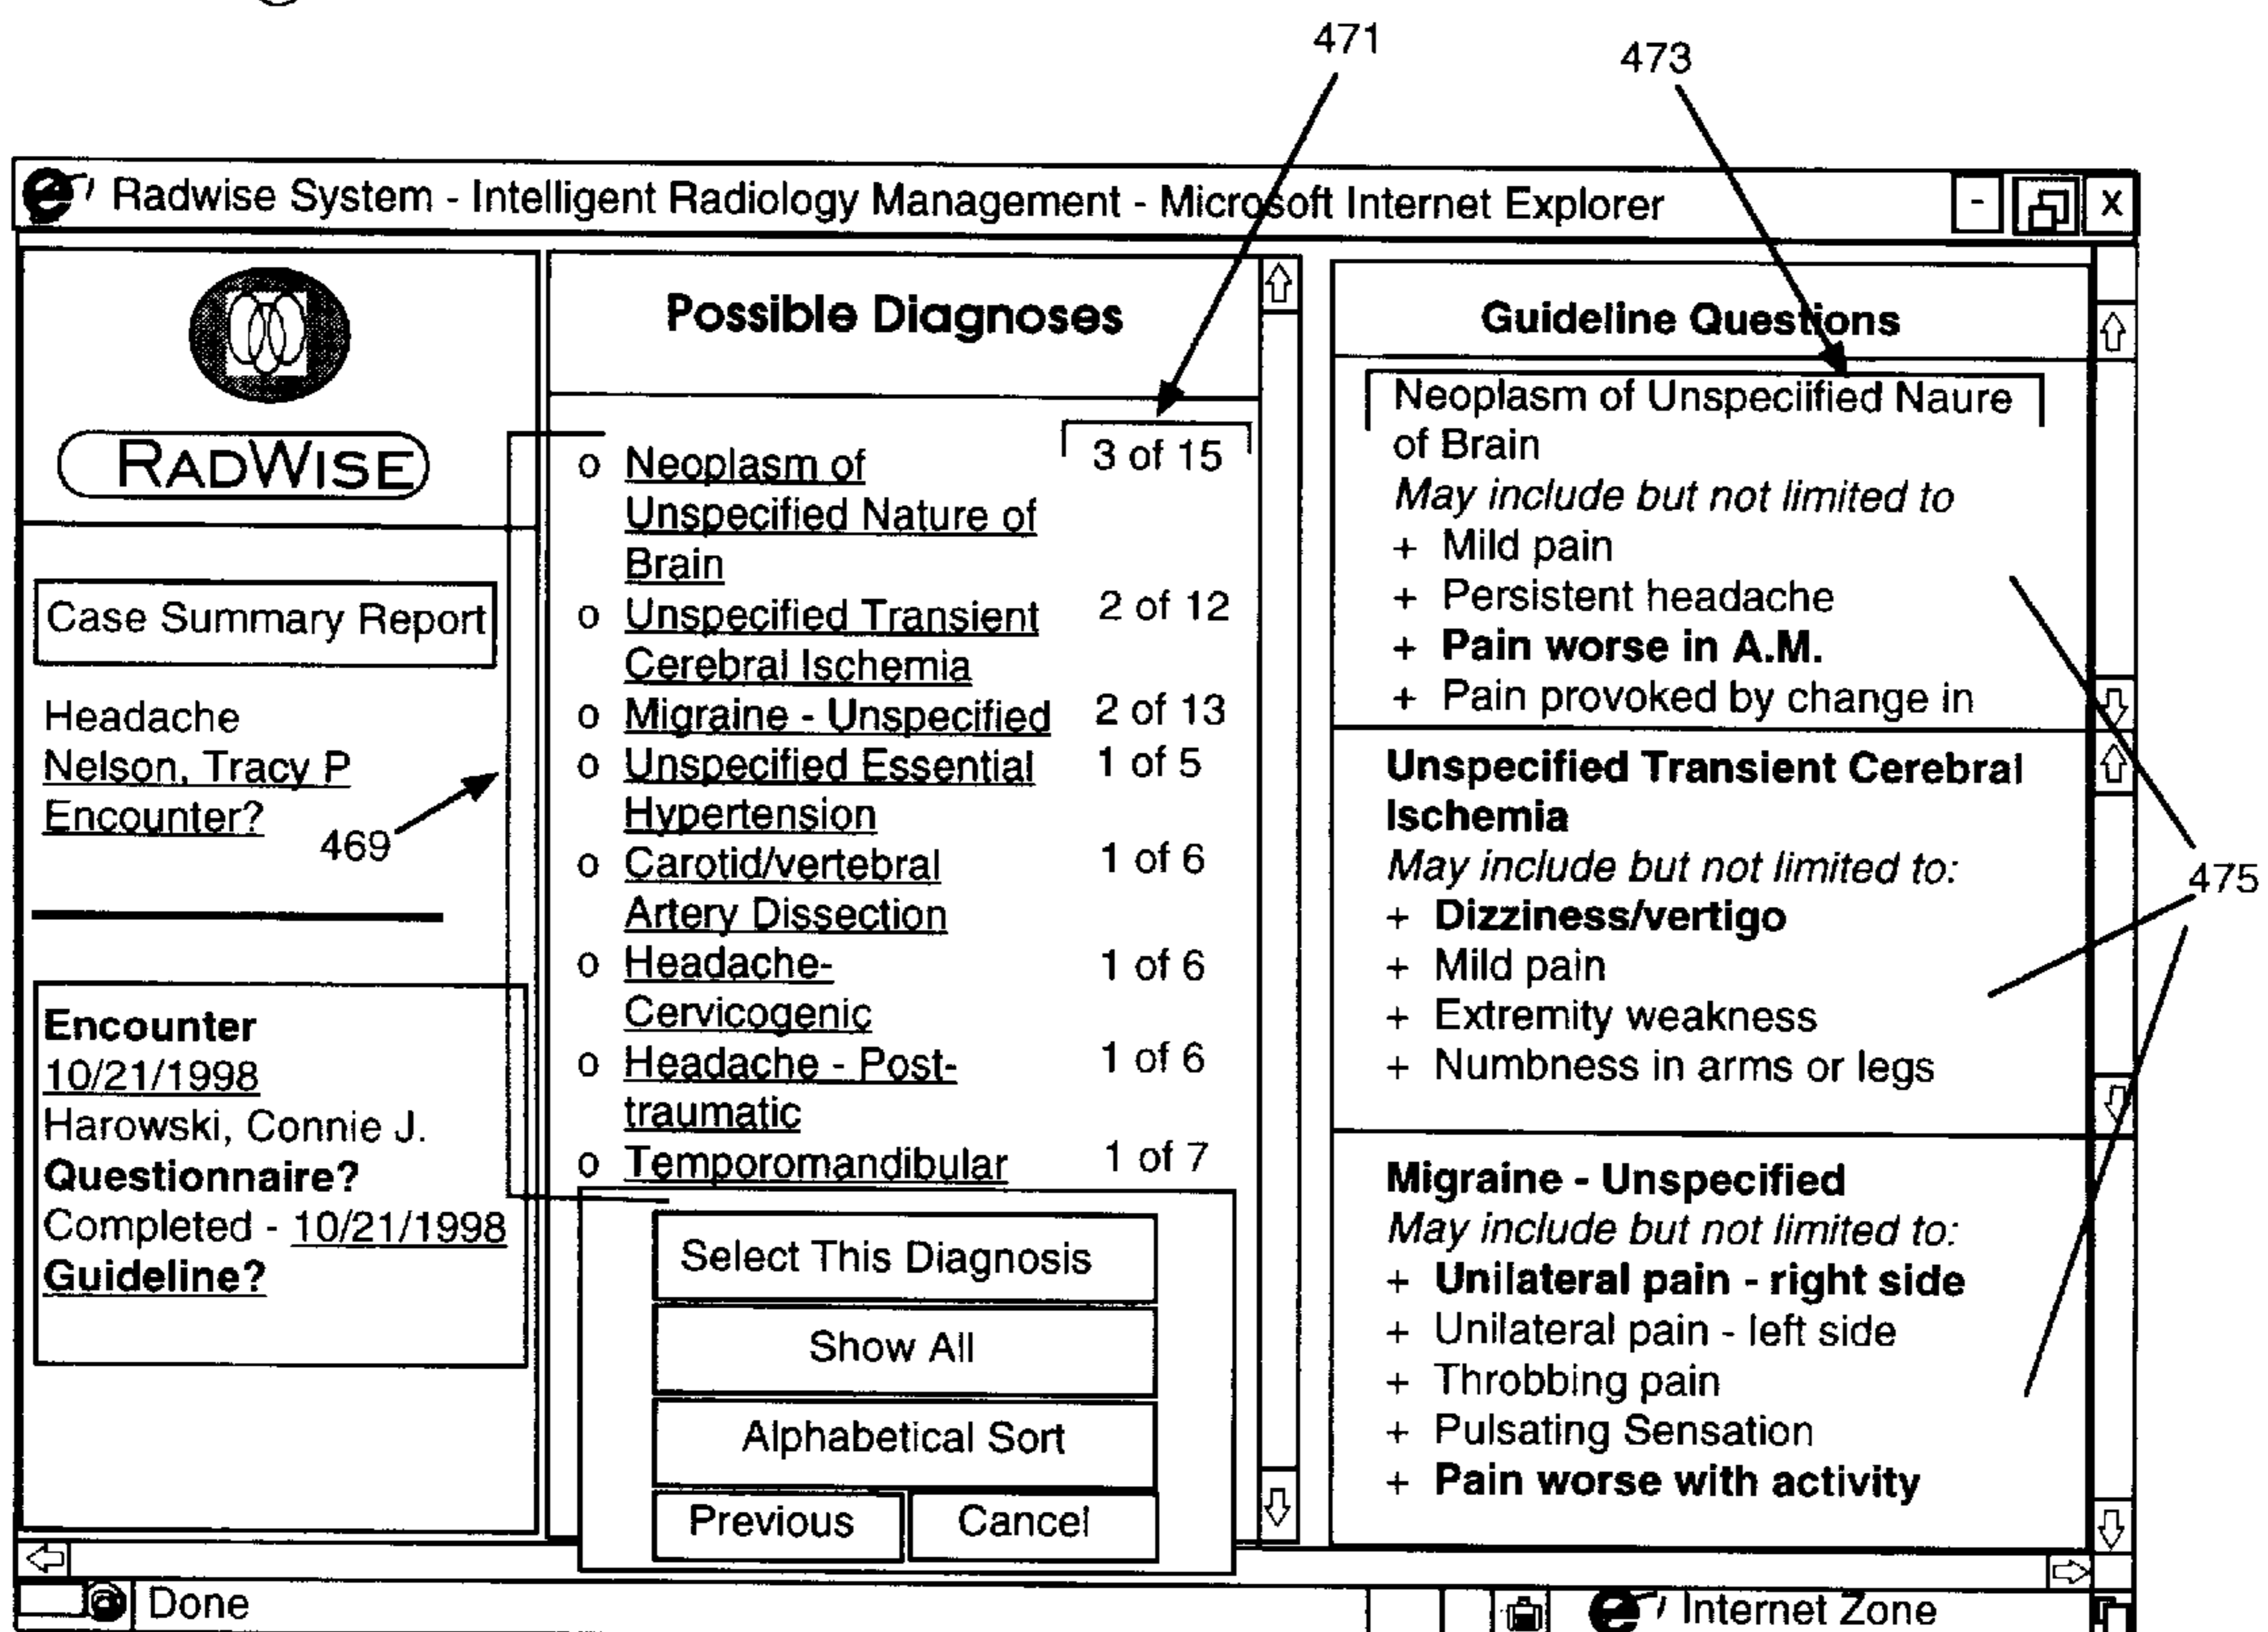 471
473
Radwise System - Intelligent Radiology Management - Microsoft Internet Explorer
- X
RADWISE
Case Summary Report
Headache
Nelson, Tracy P
Encounter?
469
Encounter
10/21/1998
Harowski, Connie J.
Questionnaire?
Completed - 10/21/1998
Guideline?
Possible Diagnoses
o Neoplasm of 3 of 15
Unspecified Nature of
Brain
o Unspecified Transient 2 of 12
Cerebral Ischemia
o Migraine - Unspecified 2 of 13
o Unspecified Essential 1 of 5
Hypertension
o Carotid/vertebral 1 of 6
Artery Dissection
o Headache- 1 of 6
Cervicogenic
o Headache - Post- 1 of 6
traumatic
o Temporomandibular 1 of 7
Select This Diagnosis
Show All
Alphabetical Sort
Previous Cancel
Guideline Questions
Neoplasm of Unspeciified Naure
of Brain
May include but not limited to
+ Mild pain
+ Persistent headache
+ Pain worse in A.M.
+ Pain provoked by change in
Unspecified Transient Cerebral
Ischemia
May include but not limited to:
+ Dizziness/vertigo
+ Mild pain
+ Extremity weakness
+ Numbness in arms or legs
475
Migraine - Unspecified
May include but not limited to:
+ Unilateral pain - right side
+ Unilateral pain - left side
+ Throbbing pain
+ Pulsating Sensation
+ Pain worse with activity
Done
Internet Zone